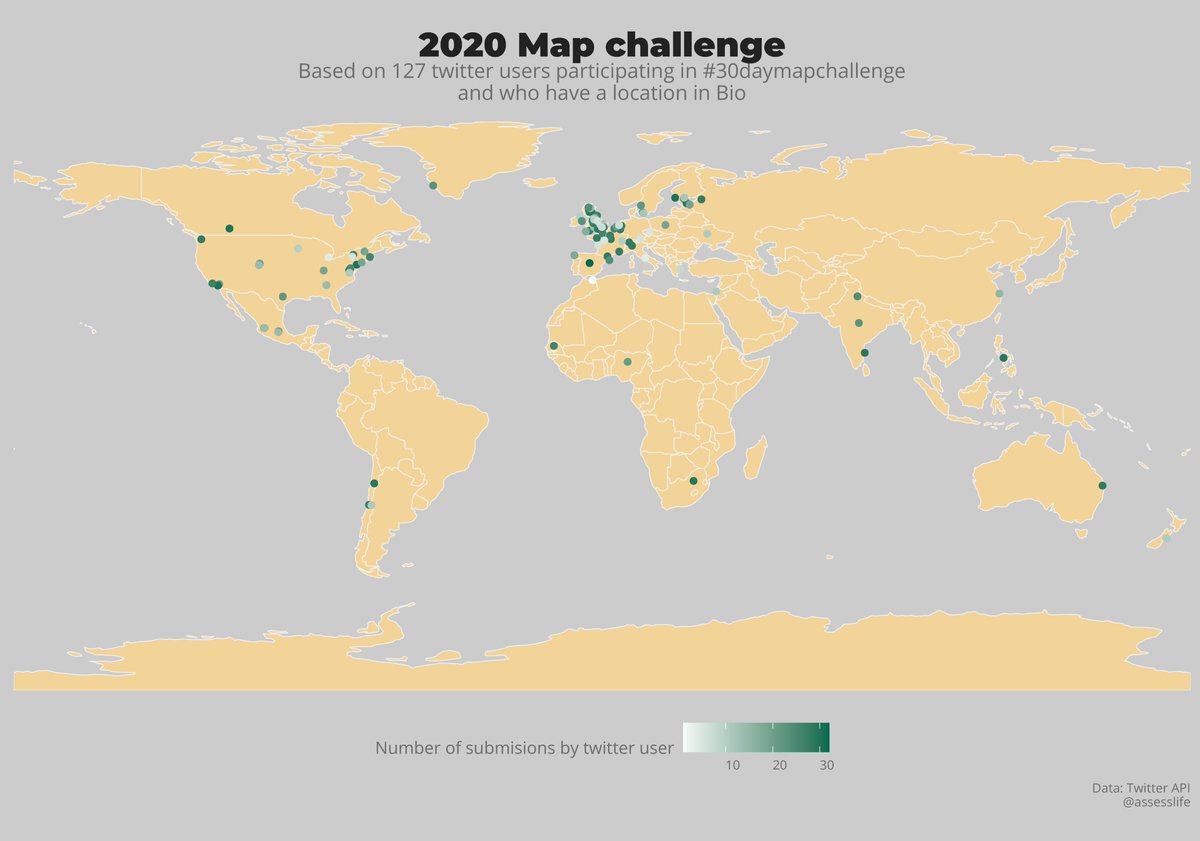 2020 Map challenge
Based on 127 twitter users participating in #30daymapchallenge
and who have a location in Bio
Number of submisions by twitter user
10 20 30
Data: Twitter API
@assesslife